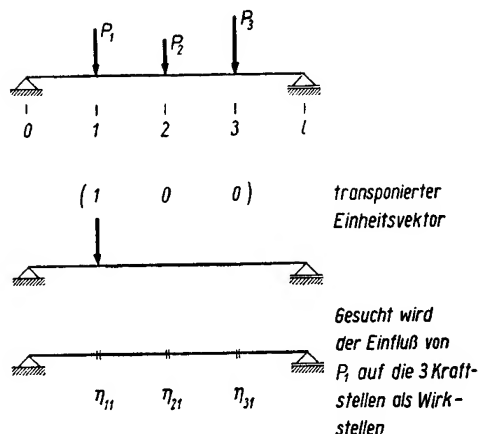 P₁ P₂ P₃
0 1 2 3 l
(1 0 0) transponierter
Einheitsvektor
Gesucht wird
der Einfluß von
P₁ auf die 3 Kraft-
stellen als Wirk-
stellen
η₁₁ η₂₁ η₃₁